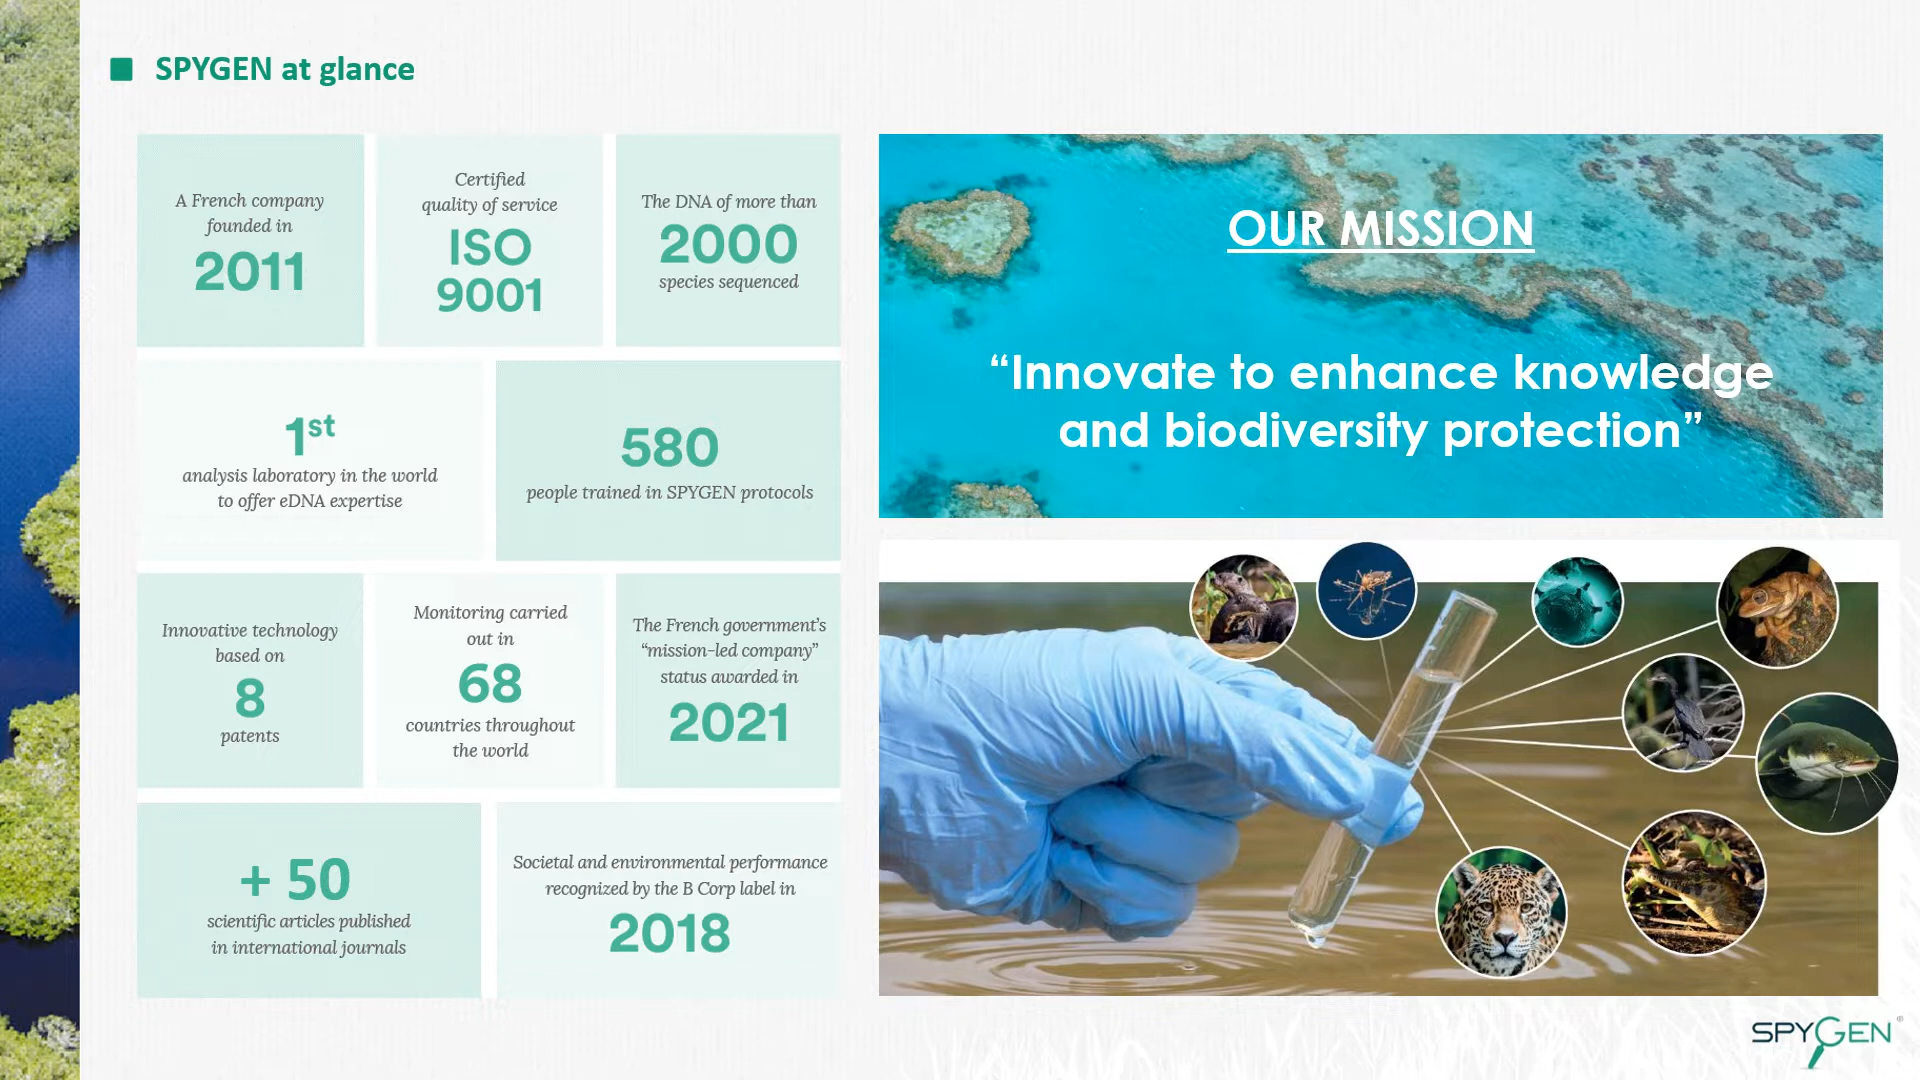 SPYGEN at glance
A French company
founded in
2011
Certified
quality of service
ISO
9001
The DNA of more than
2000
species sequenced
1st
analysis laboratory in the world
to offer eDNA expertise
580
people trained in SPYGEN protocols
Innovative technology
based on
8
patents
Monitoring carried
out in
68
countries throughout
the world
The French government’s
“mission-led company”
status awarded in
2021
+ 50
scientific articles published
in international journals
Societal and environmental performance
recognized by the B Corp label in
2018
OUR MISSION
“Innovate to enhance knowledge
and biodiversity protection”
SPYGEN®